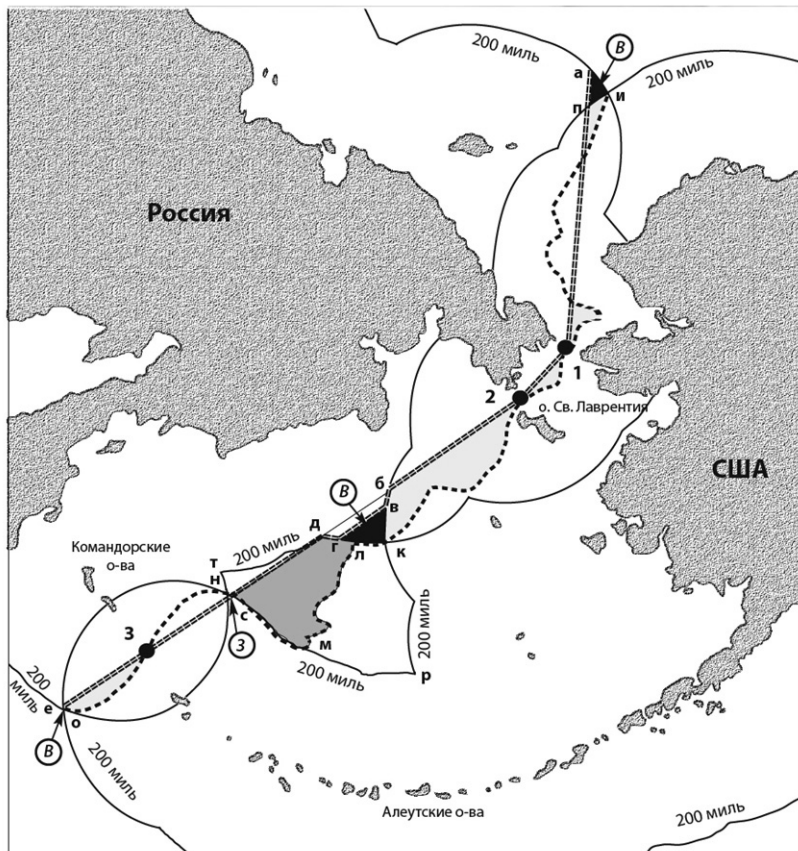 200 миль
В
а
200 миль
п
и
Россия
1
2
о. Св. Лаврентия
США
б
В
в
д
г
л
к
200 миль
Командорские
о-ва
т
н
с
3
З
м
200 миль
200 миль
р
200
миль
е
о
В
200 миль
Алеутские о-ва
200 миль